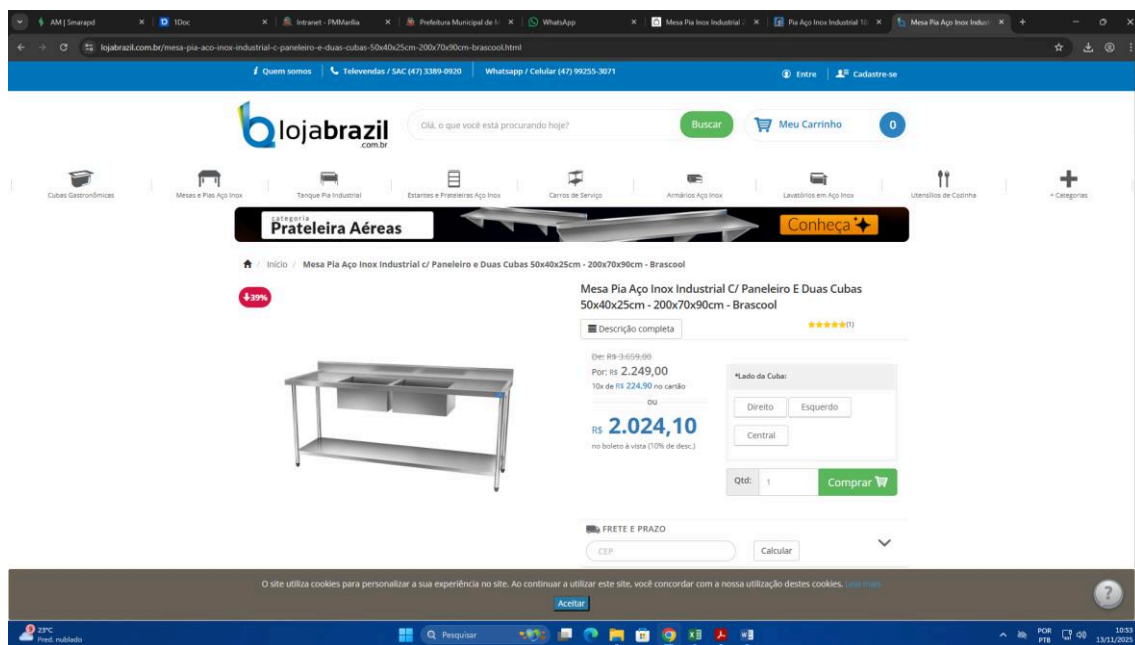 AM | Smarapd
1Doc
Intranet - PMMarilia
Prefeitura Municipal de M
WhatsApp
Mesa Pia Inox Industrial 2
Pia Aço Inox Industrial 10
Mesa Pia Aço Inox Indus
lojabrazil.com.br/mesa-pia-aco-inox-industrial-c-paneleiro-e-duas-cubas-50x40x25cm-200x70x90cm-brascool.html
Quem somos
Televendas / SAC (47) 3389-0920
Whatsapp / Celular (47) 99255-3071
Entre
Cadastre-se
lojabrazil
.com.br
Olá, o que você está procurando hoje?
Buscar
Meu Carrinho
0
Cubas Gastronômicas
Mesas e Pias Aço Inox
Tanque Pia Industrial
Estantes e Prateleiras Aço Inox
Carros de Serviço
Armários Aço Inox
Lavatórios em Aço Inox
Utensílios de Cozinha
+ Categorias
categoria
Prateleira Aéreas
Conheça
/ Início / Mesa Pia Aço Inox Industrial c/ Paneleiro e Duas Cubas 50x40x25cm - 200x70x90cm - Brascool
39%
Mesa Pia Aço Inox Industrial C/ Paneleiro E Duas Cubas
50x40x25cm - 200x70x90cm - Brascool
Descrição completa
(1)
De: R$ 3.659,00
Por: R$ 2.249,00
10x de R$ 224,90 no cartão
ou
R$ 2.024,10
no boleto à vista (10% de desc.)
*Lado da Cuba:
Direito
Esquerdo
Central
Qtd: 1
Comprar
FRETE E PRAZO
CEP
Calcular
O site utiliza cookies para personalizar a sua experiência no site. Ao continuar a utilizar este site, você concordar com a nossa utilização destes cookies. Leia mais
Aceitar
?
23°C
Pred. nublado
Pesquisar
POR
PTB
10:53
13/11/2025